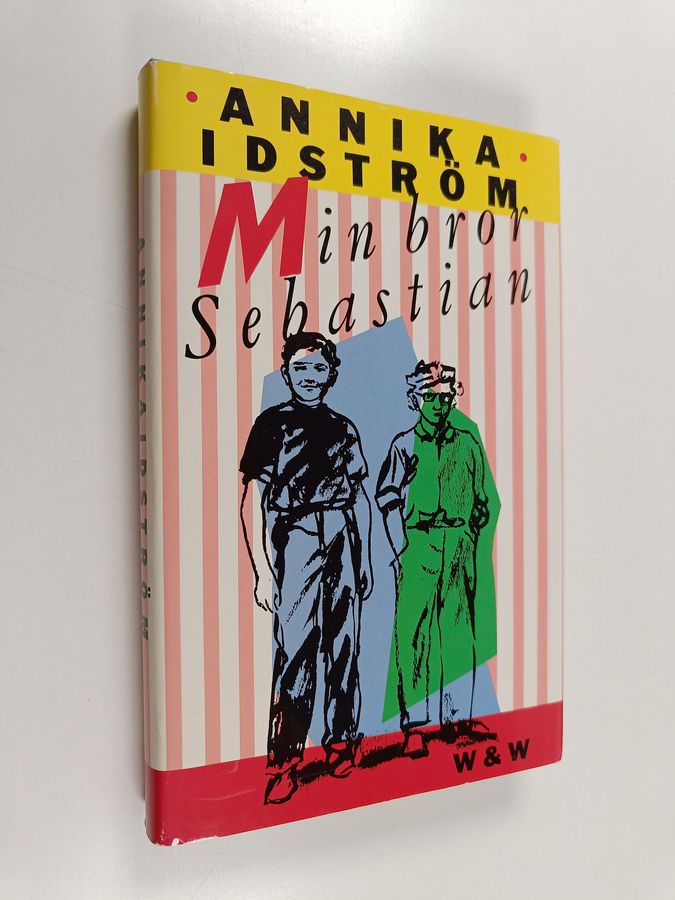 • ANNIKA •
IDSTRÖM
Min bror
Sebastian
W & W
ANNIKA IDSTRÖM